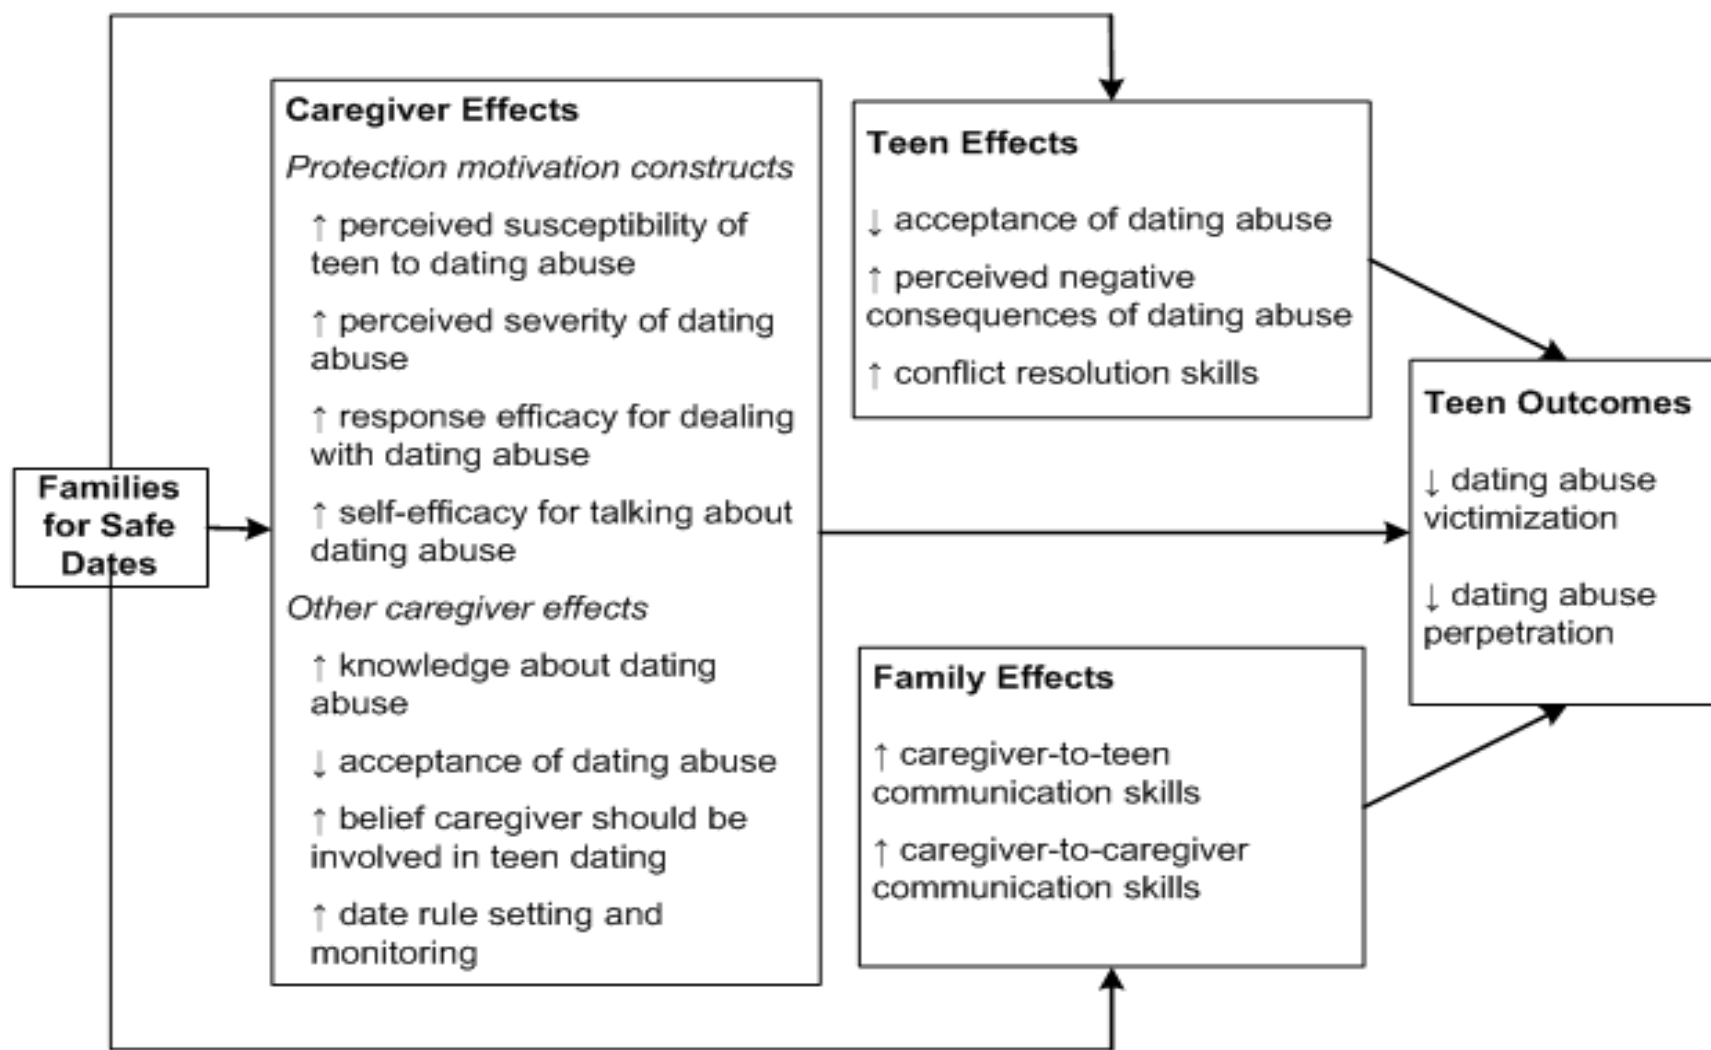 Families
for Safe
Dates
Caregiver Effects
Protection motivation constructs
↑ perceived susceptibility of
teen to dating abuse
↑ perceived severity of dating
abuse
↑ response efficacy for dealing
with dating abuse
↑ self-efficacy for talking about
dating abuse
Other caregiver effects
↑ knowledge about dating
abuse
↓ acceptance of dating abuse
↑ belief caregiver should be
involved in teen dating
↑ date rule setting and
monitoring
Teen Effects
↓ acceptance of dating abuse
↑ perceived negative
consequences of dating abuse
↑ conflict resolution skills
Family Effects
↑ caregiver-to-teen
communication skills
↑ caregiver-to-caregiver
communication skills
Teen Outcomes
↓ dating abuse
victimization
↓ dating abuse
perpetration